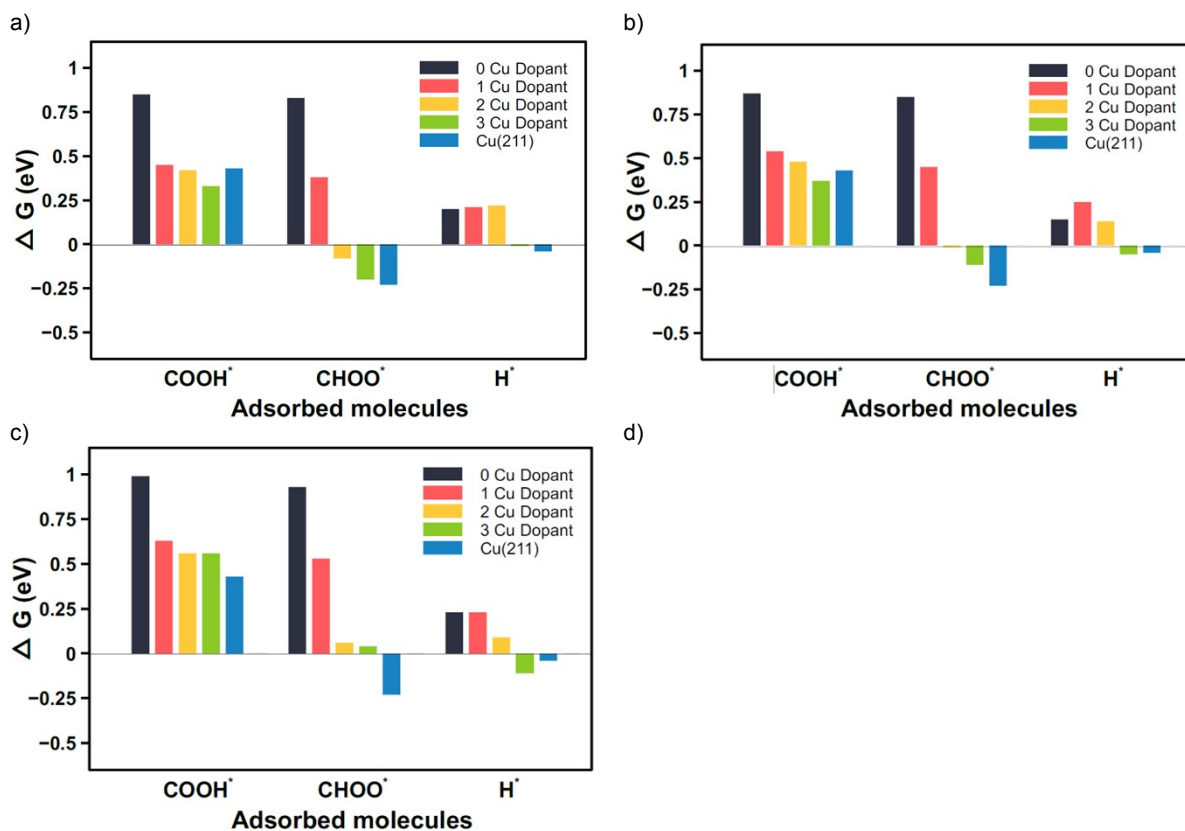 a)
1
0.75
0.5
0.25
0
−0.25
−0.5
△ G (eV)
0 Cu Dopant
1 Cu Dopant
2 Cu Dopant
3 Cu Dopant
Cu(211)
COOH* CHOO* H*
Adsorbed molecules
b)
1
0.75
0.5
0.25
0
−0.25
−0.5
△ G (eV)
0 Cu Dopant
1 Cu Dopant
2 Cu Dopant
3 Cu Dopant
Cu(211)
COOH* CHOO* H*
Adsorbed molecules
c)
1
0.75
0.5
0.25
0
−0.25
−0.5
△ G (eV)
0 Cu Dopant
1 Cu Dopant
2 Cu Dopant
3 Cu Dopant
Cu(211)
COOH* CHOO* H*
Adsorbed molecules
d)